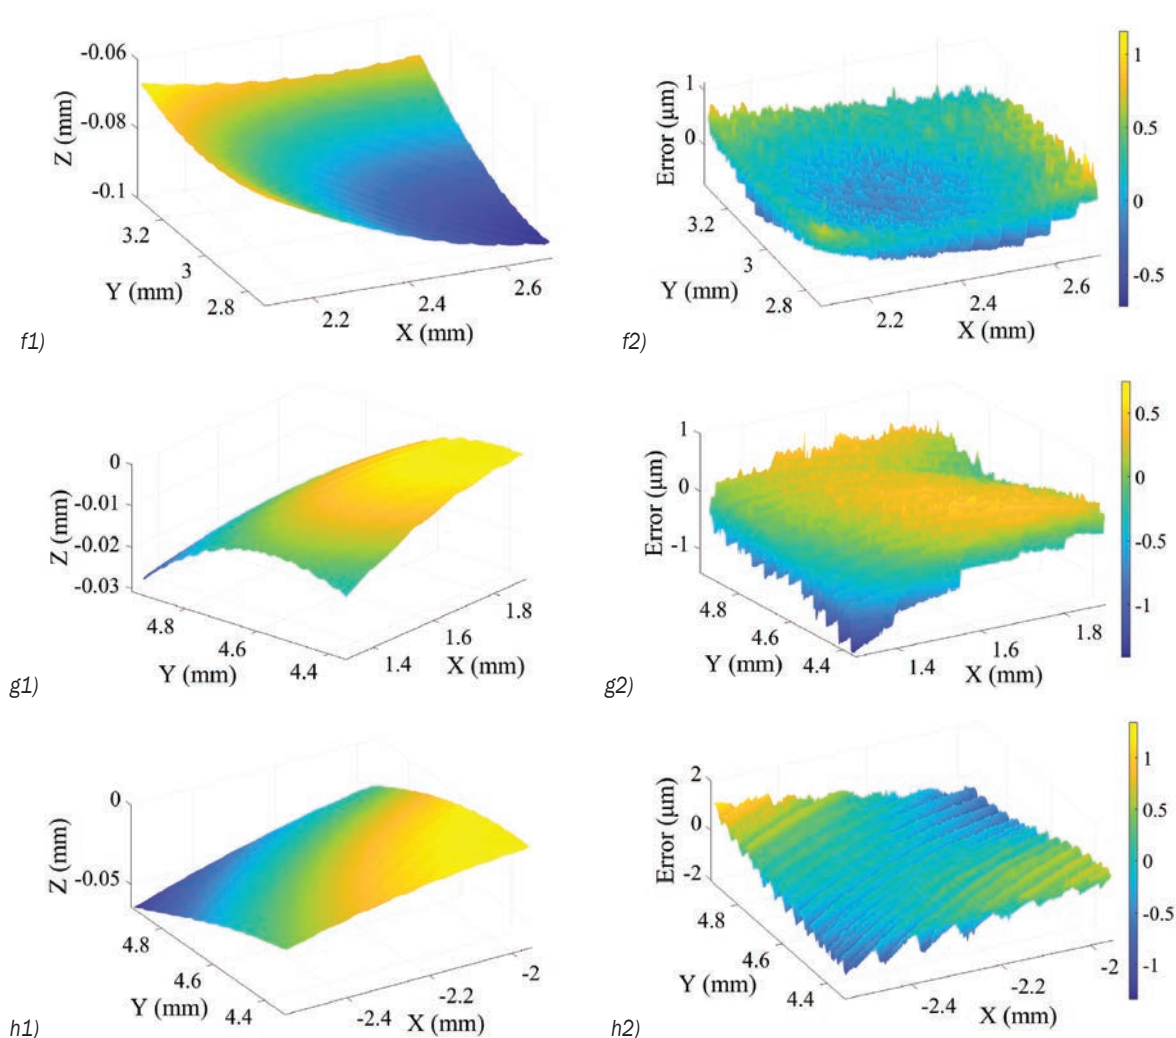 -0.06
-0.08
-0.1
Z (mm)
3.2
3
2.8
Y (mm)
2.2
2.4
2.6
X (mm)
f1)
1
0
Error (μm)
3.2
3
2.8
Y (mm)
2.2
2.4
2.6
X (mm)
1
0.5
0
-0.5
f2)
0
-0.01
-0.02
-0.03
Z (mm)
4.8
4.6
4.4
Y (mm)
1.4
1.6
1.8
X (mm)
g1)
1
0
-1
Error (μm)
4.8
4.6
4.4
Y (mm)
1.4
1.6
1.8
X (mm)
0.5
0
-0.5
-1
g2)
0
-0.05
Z (mm)
4.8
4.6
4.4
Y (mm)
-2.4
-2.2
-2
X (mm)
h1)
2
0
-2
Error (μm)
4.8
4.6
4.4
Y (mm)
-2.4
-2.2
-2
X (mm)
1
0.5
0
-0.5
-1
h2)